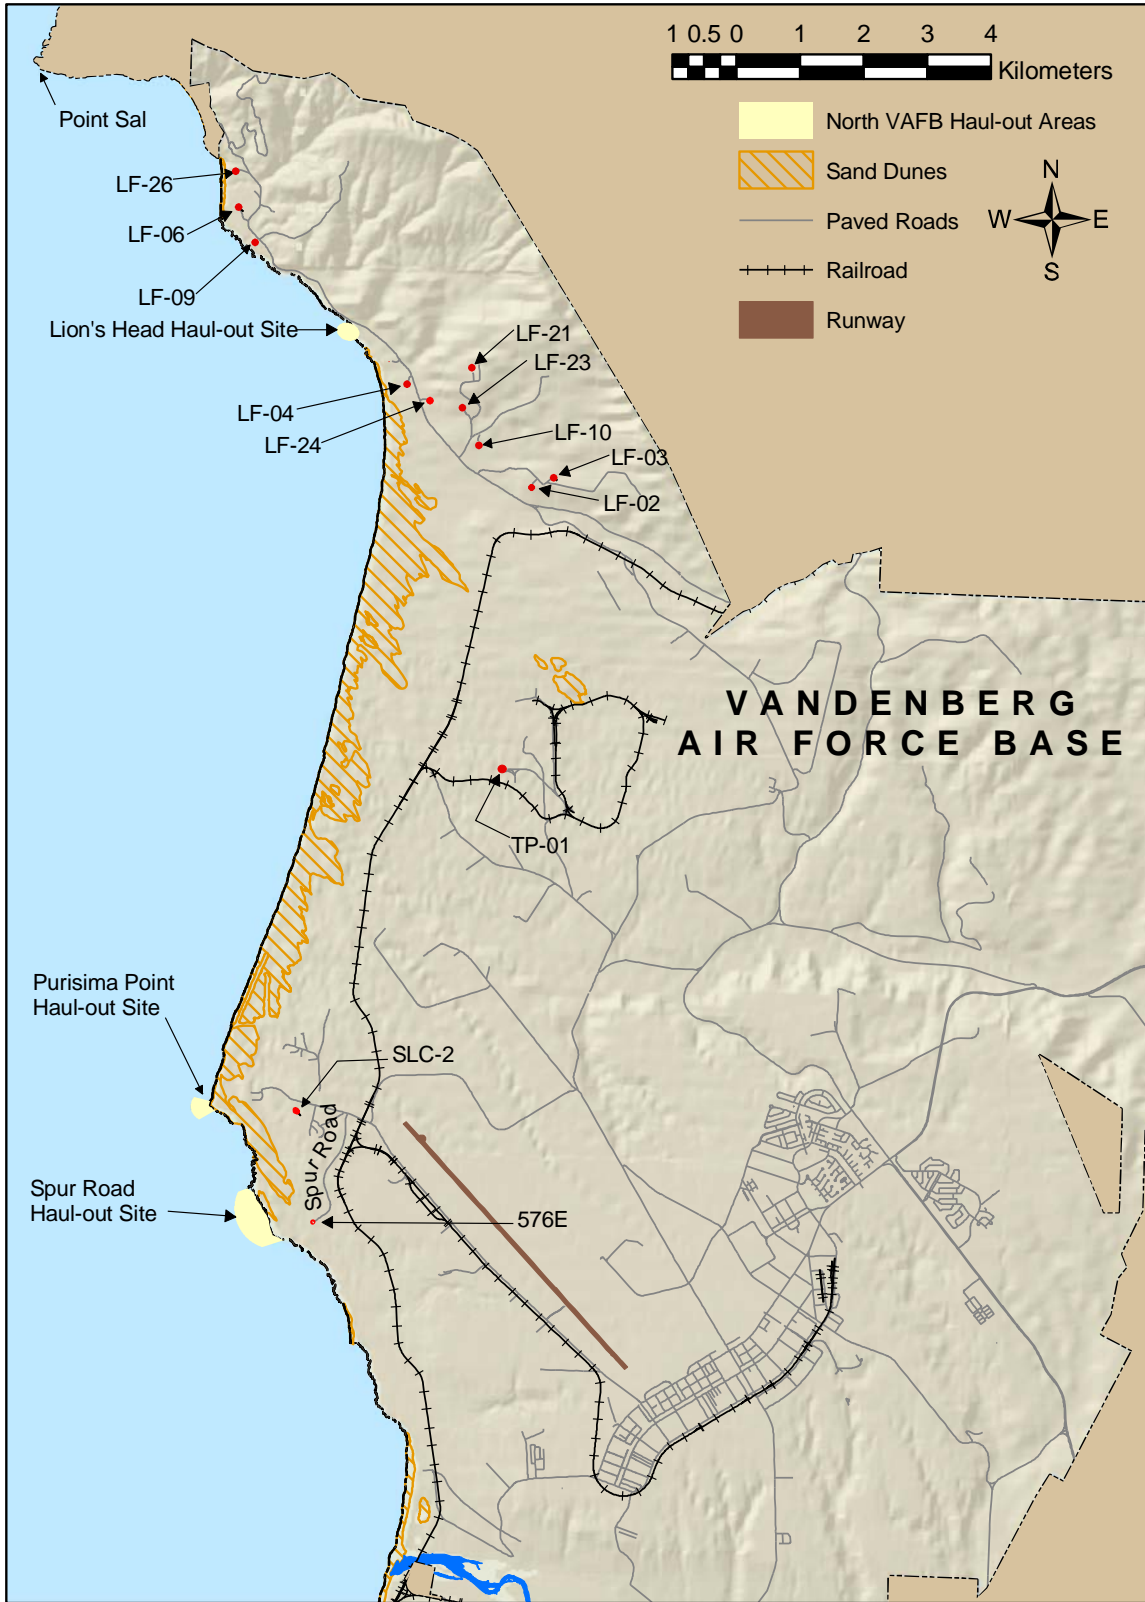 1 0.5 0 1 2 3 4
Kilometers
Point Sal
North VAFB Haul-out Areas
Sand Dunes
Paved Roads
Railroad
Runway
N
W E
S
LF-26
LF-06
LF-09
Lion's Head Haul-out Site
LF-21
LF-23
LF-04
LF-24
LF-10
LF-03
LF-02
VANDENBERG
AIR FORCE BASE
TP-01
Purisima Point
Haul-out Site
SLC-2
Spur Road
Spur Road
Haul-out Site
576E